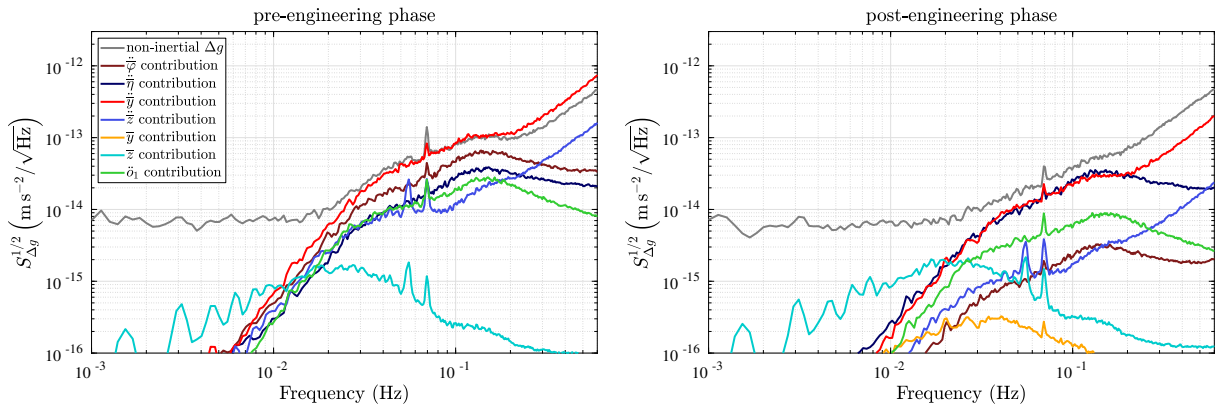 pre-engineering phase
post-engineering phase
non-inertial Δg
φ̈̅ contribution
η̈̅ contribution
ÿ̅ contribution
z̈̅ contribution
y̅ contribution
z̅ contribution
ö₁ contribution
S_{Δg}^{1/2} (m s⁻²/√Hz)
10⁻¹²
10⁻¹³
10⁻¹⁴
10⁻¹⁵
10⁻¹⁶
10⁻³
10⁻²
10⁻¹
Frequency (Hz)
S_{Δg}^{1/2} (m s⁻²/√Hz)
10⁻¹²
10⁻¹³
10⁻¹⁴
10⁻¹⁵
10⁻¹⁶
10⁻³
10⁻²
10⁻¹
Frequency (Hz)